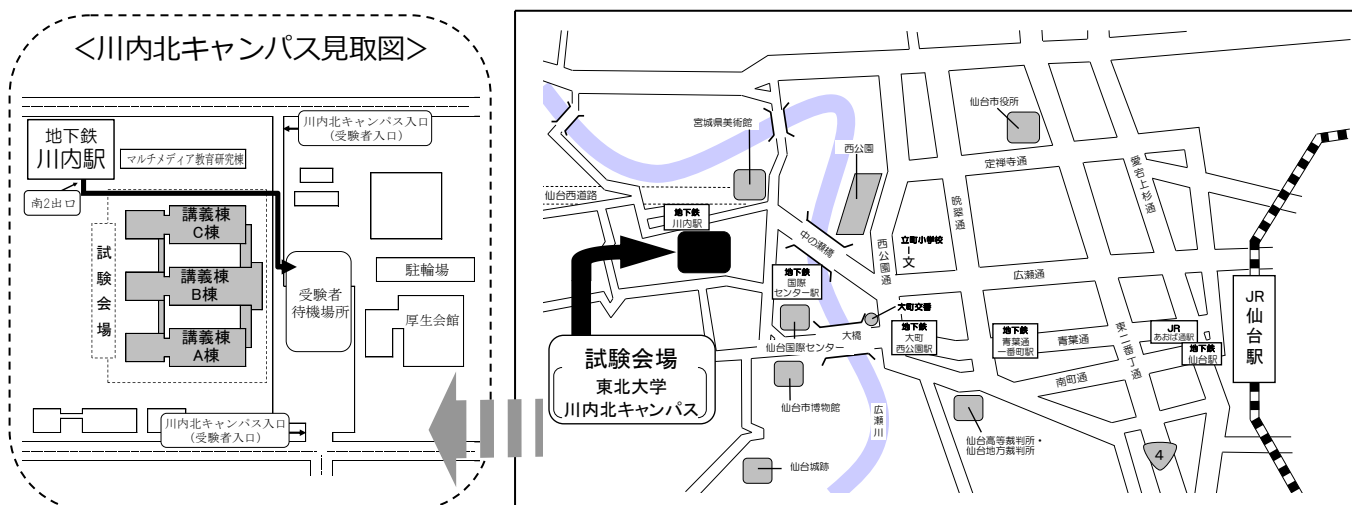 <川内北キャンパス見取図>
川内北キャンパス入口
(受験者入口)
地下鉄
川内駅
マルチメディア教育研究棟
南2出口
講義棟
C棟
試験会場
講義棟
B棟
講義棟
A棟
受験者
待機場所
駐輪場
厚生会館
川内北キャンパス入口
(受験者入口)
仙台市役所
宮城県美術館
西公園
定禅寺通
愛宕上杉通
仙台西道路
晩翠通
地下鉄
川内駅
中の瀬橋
西公園通
立町小学校
文
広瀬通
地下鉄
国際
センター駅
大町交番
JR
仙台駅
地下鉄
大町
西公園駅
地下鉄
青葉通
一番町駅
青葉通
東二番丁通
JR
あおば通駅
地下鉄
仙台駅
大橋
仙台国際センター
南町通
試験会場
東北大学
川内北キャンパス
仙台市博物館
広瀬川
仙台高等裁判所・
仙台地方裁判所
仙台城跡
4